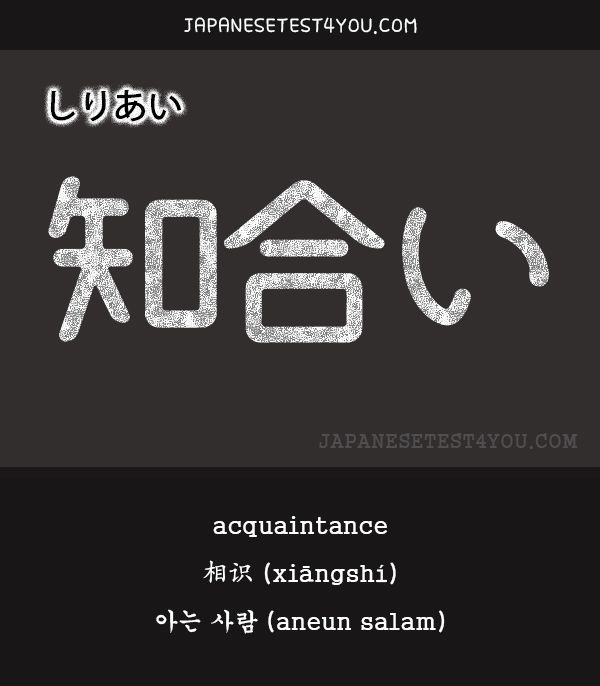 JAPANESETEST4YOU.COM
しりあい
知合い
JAPANESETEST4YOU.COM
acquaintance
相识 (xiāngshí)
아는 사람 (aneun salam)